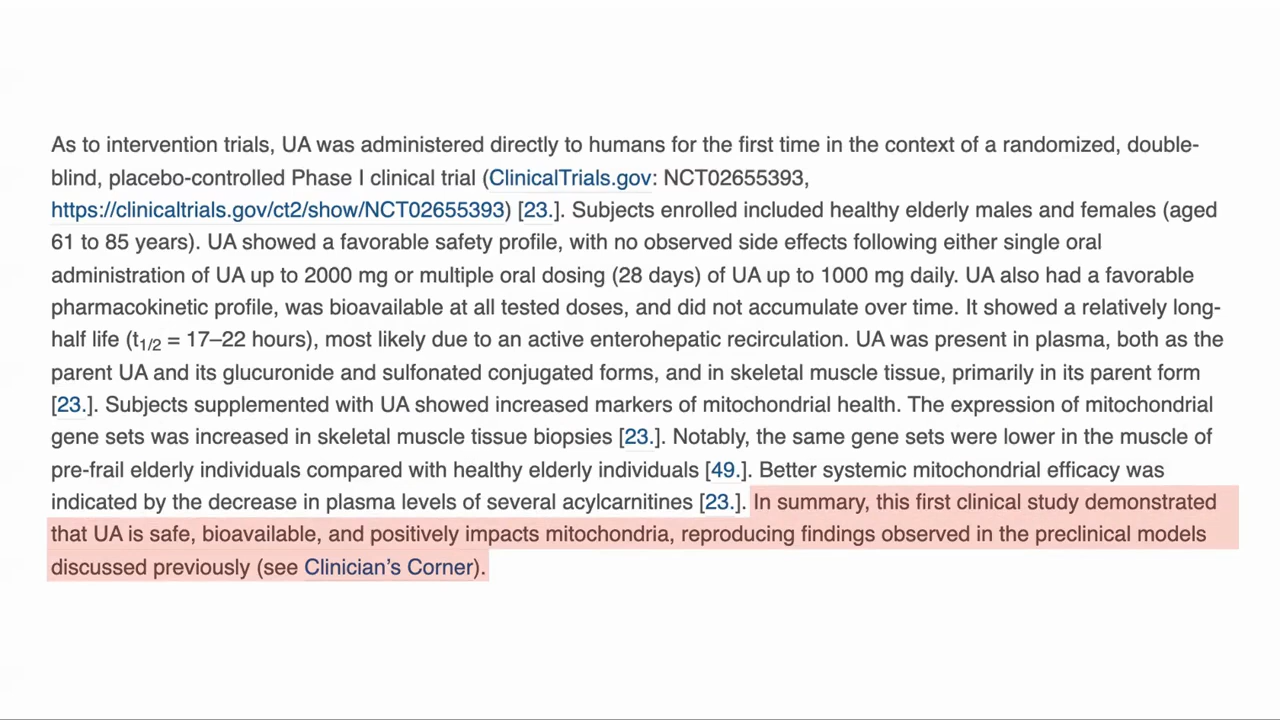 As to intervention trials, UA was administered directly to humans for the first time in the context of a randomized, double-
blind, placebo-controlled Phase I clinical trial (ClinicalTrials.gov: NCT02655393,
https://clinicaltrials.gov/ct2/show/NCT02655393) [23.]. Subjects enrolled included healthy elderly males and females (aged
61 to 85 years). UA showed a favorable safety profile, with no observed side effects following either single oral
administration of UA up to 2000 mg or multiple oral dosing (28 days) of UA up to 1000 mg daily. UA also had a favorable
pharmacokinetic profile, was bioavailable at all tested doses, and did not accumulate over time. It showed a relatively long-
half life (t1/2 = 17–22 hours), most likely due to an active enterohepatic recirculation. UA was present in plasma, both as the
parent UA and its glucuronide and sulfonated conjugated forms, and in skeletal muscle tissue, primarily in its parent form
[23.]. Subjects supplemented with UA showed increased markers of mitochondrial health. The expression of mitochondrial
gene sets was increased in skeletal muscle tissue biopsies [23.]. Notably, the same gene sets were lower in the muscle of
pre-frail elderly individuals compared with healthy elderly individuals [49.]. Better systemic mitochondrial efficacy was
indicated by the decrease in plasma levels of several acylcarnitines [23.]. In summary, this first clinical study demonstrated
that UA is safe, bioavailable, and positively impacts mitochondria, reproducing findings observed in the preclinical models
discussed previously (see Clinician’s Corner).